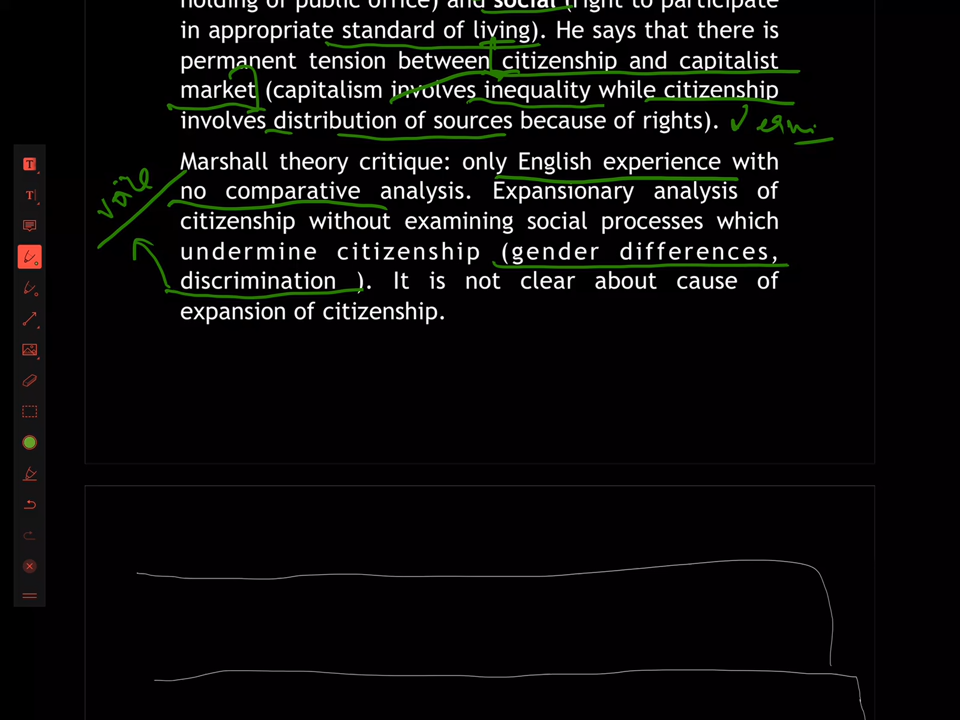 holding of public office) and social (right to participate
in appropriate standard of living). He says that there is
permanent tension between citizenship and capitalist
market (capitalism involves inequality while citizenship
involves distribution of sources because of rights).
Marshall theory critique: only English experience with
no comparative analysis. Expansionary analysis of
citizenship without examining social processes which
undermine citizenship (gender differences,
discrimination ). It is not clear about cause of
expansion of citizenship.